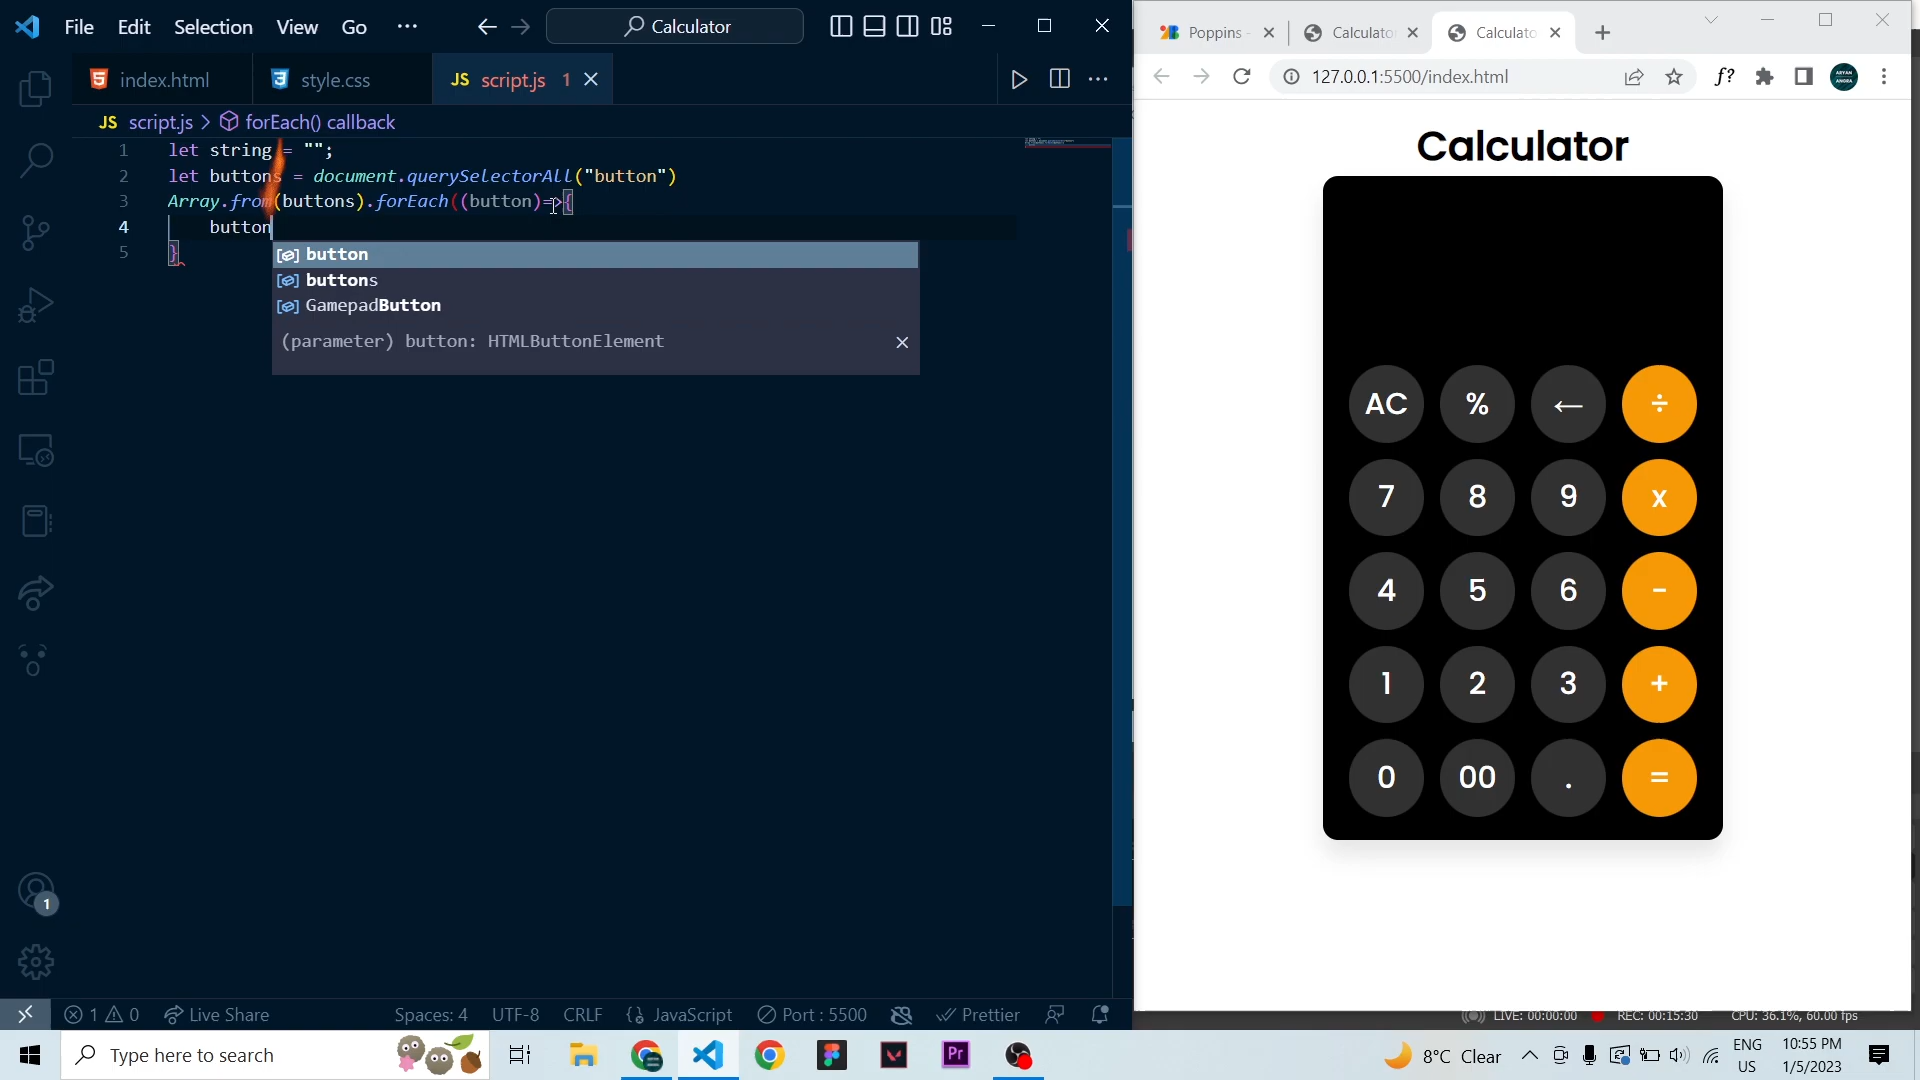 File Edit Selection View Go ··· Calculator
index.html style.css JS script.js 1
JS script.js > forEach() callback
1 let string = "";
2 let buttons = document.querySelectorAll("button")
3 Array.from(buttons).forEach((button)=>{
4 button
5 }
button
buttons
GamepadButton
(parameter) button: HTMLButtonElement
1
1 0 Live Share Spaces: 4 UTF-8 CRLF {} JavaScript Port : 5500 Prettier
Poppins - Calculato Calculato
127.0.0.1:5500/index.html f?
Calculator
AC % ← ÷
7 8 9 x
4 5 6 -
1 2 3 +
0 00 . =
LIVE: 00:00:00 REC: 00:15:30 CPU: 36.1%, 60.00 fps
Type here to search Pr 8°C Clear ENG US 10:55 PM 1/5/2023